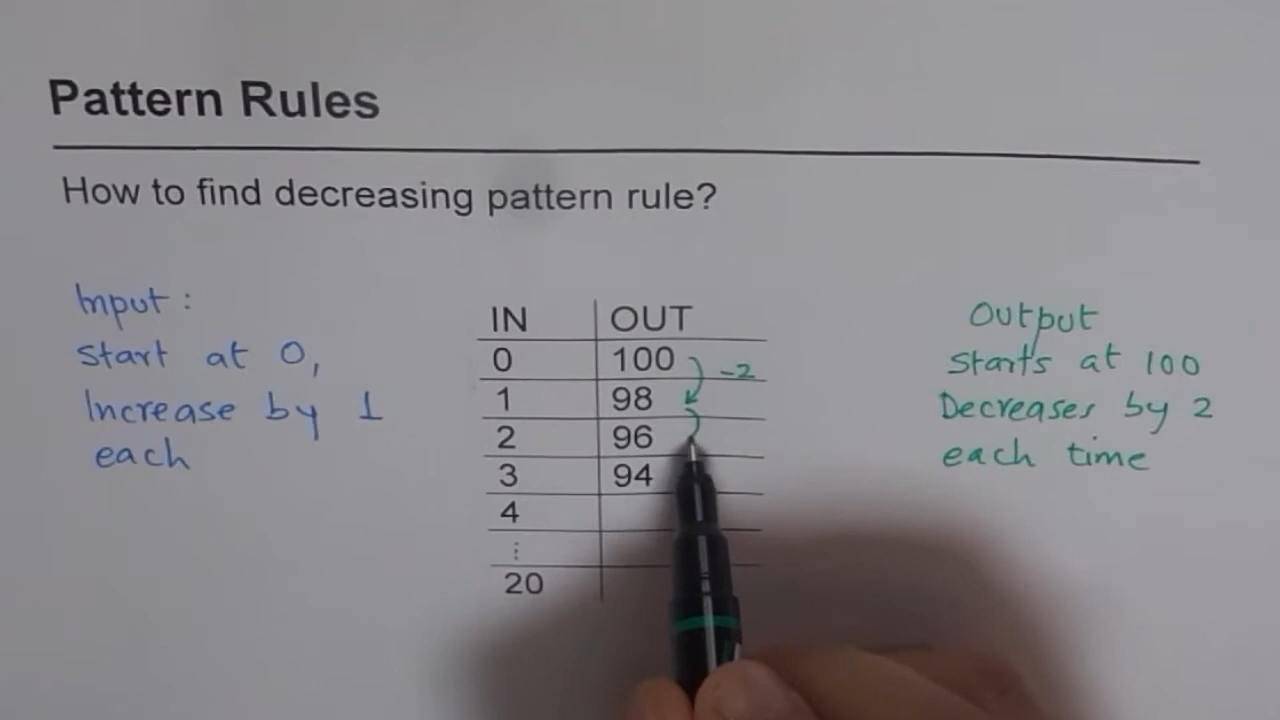 Pattern Rules
How to find decreasing pattern rule?
Input :
start at 0,
Increase by 1
each
IN OUT
0 100
1 98
2 96
3 94
4
⋮
20
-2
Output
Starts at 100
Decreases by 2
each time